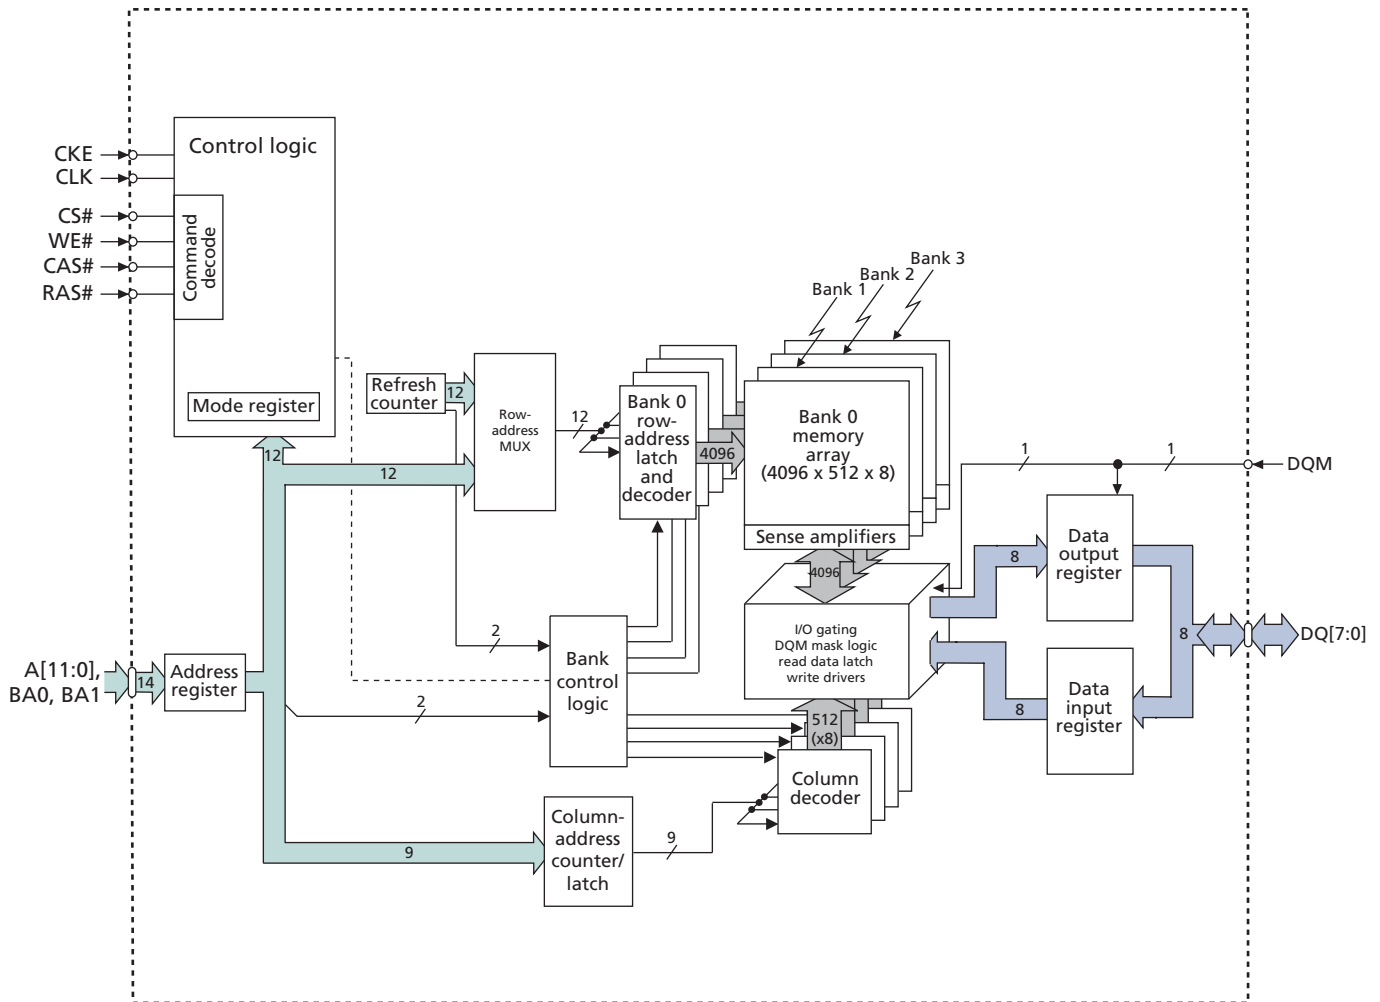 Control logic
CKE
CLK
CS#
WE#
CAS#
RAS#
Command
decode
Mode register
Bank 3
Bank 2
Bank 1
Refresh
counter
12
Row-
address
MUX
12
Bank 0
row-
address
latch
and
decoder
4096
Bank 0
memory
array
(4096 x 512 x 8)
Sense amplifiers
12
12
1
1
DQM
Data
output
register
8
4096
I/O gating
DQM mask logic
read data latch
write drivers
8
DQ[7:0]
2
Bank
control
logic
A[11:0],
BA0, BA1
14
Address
register
2
8
Data
input
register
512
(x8)
Column
decoder
Column-
address
counter/
latch
9
9